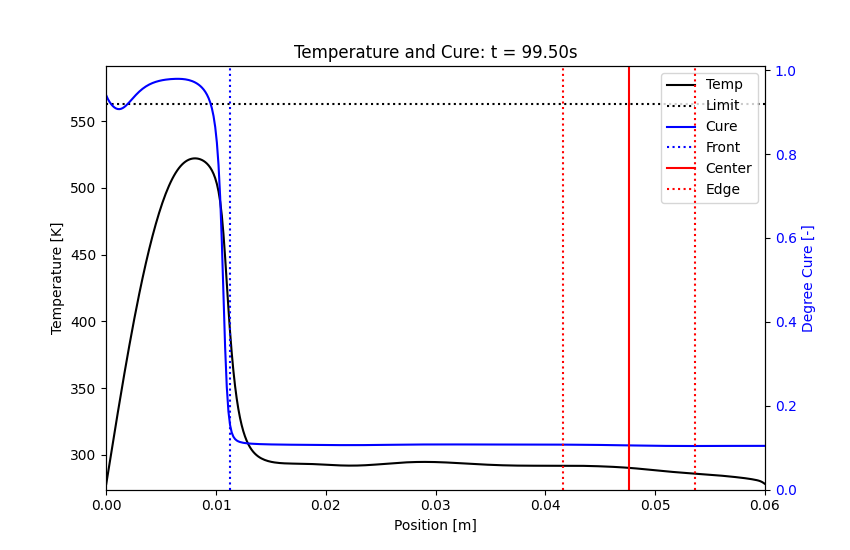 Temperature and Cure: t = 99.50s
Temperature [K]
550
500
450
400
350
300
Temp
Limit
Cure
Front
Center
Edge
1.0
0.8
0.6
0.4
0.2
0.0
Degree Cure [-]
0.00 0.01 0.02 0.03 0.04 0.05 0.06
Position [m]